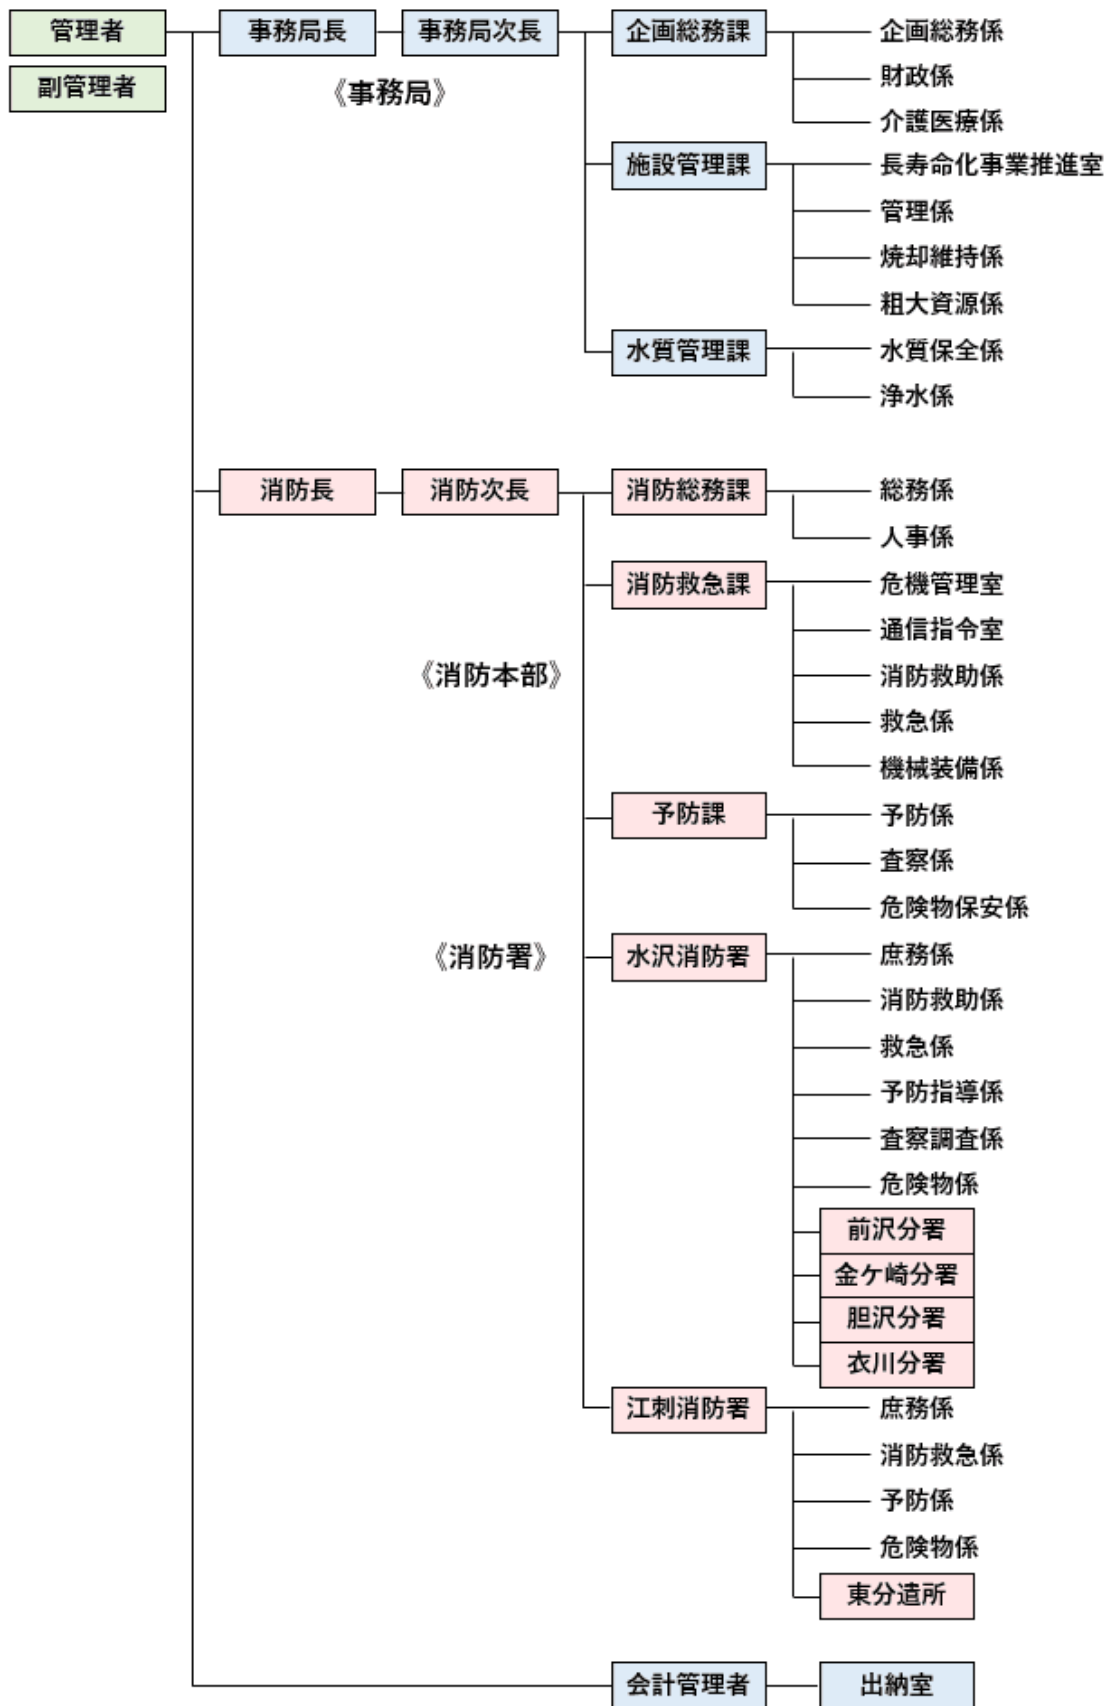 管理者
副管理者
事務局長
事務局次長
《事務局》
企画総務課
企画総務係
財政係
介護医療係
施設管理課
長寿命化事業推進室
管理係
焼却維持係
粗大資源係
水質管理課
水質保全係
浄水係
消防長
消防次長
《消防本部》
消防総務課
総務係
人事係
消防救急課
危機管理室
通信指令室
消防救助係
救急係
機械装備係
予防課
予防係
査察係
危険物保安係
《消防署》
水沢消防署
庶務係
消防救助係
救急係
予防指導係
査察調査係
危険物係
前沢分署
金ケ崎分署
胆沢分署
衣川分署
江刺消防署
庶務係
消防救急係
予防係
危険物係
東分遣所
会計管理者
出納室